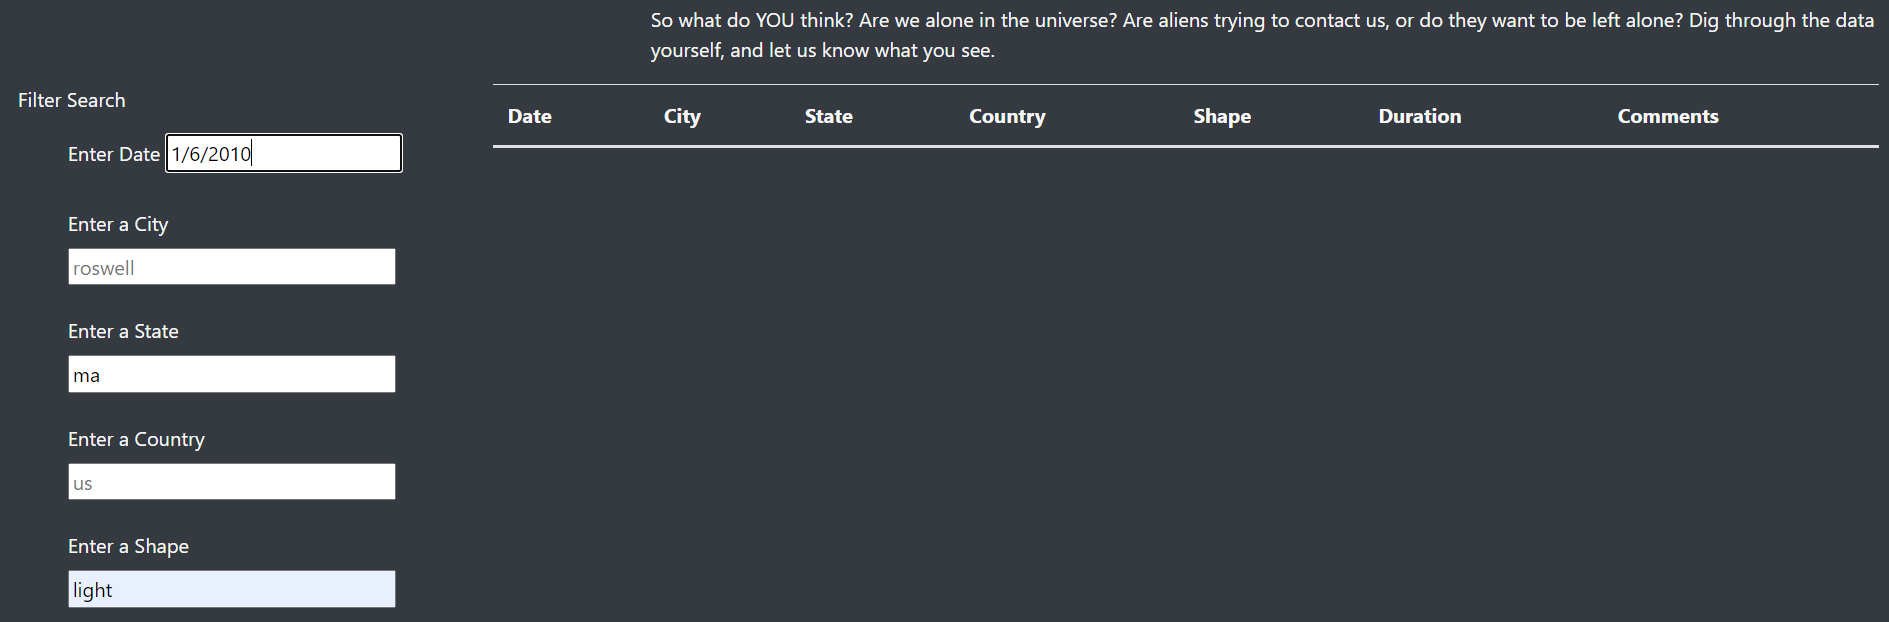 So what do YOU think? Are we alone in the universe? Are aliens trying to contact us, or do they want to be left alone? Dig through the data
yourself, and let us know what you see.
Filter Search
Enter Date 1/6/2010
Enter a City
roswell
Enter a State
ma
Enter a Country
us
Enter a Shape
light
Date City State Country Shape Duration Comments